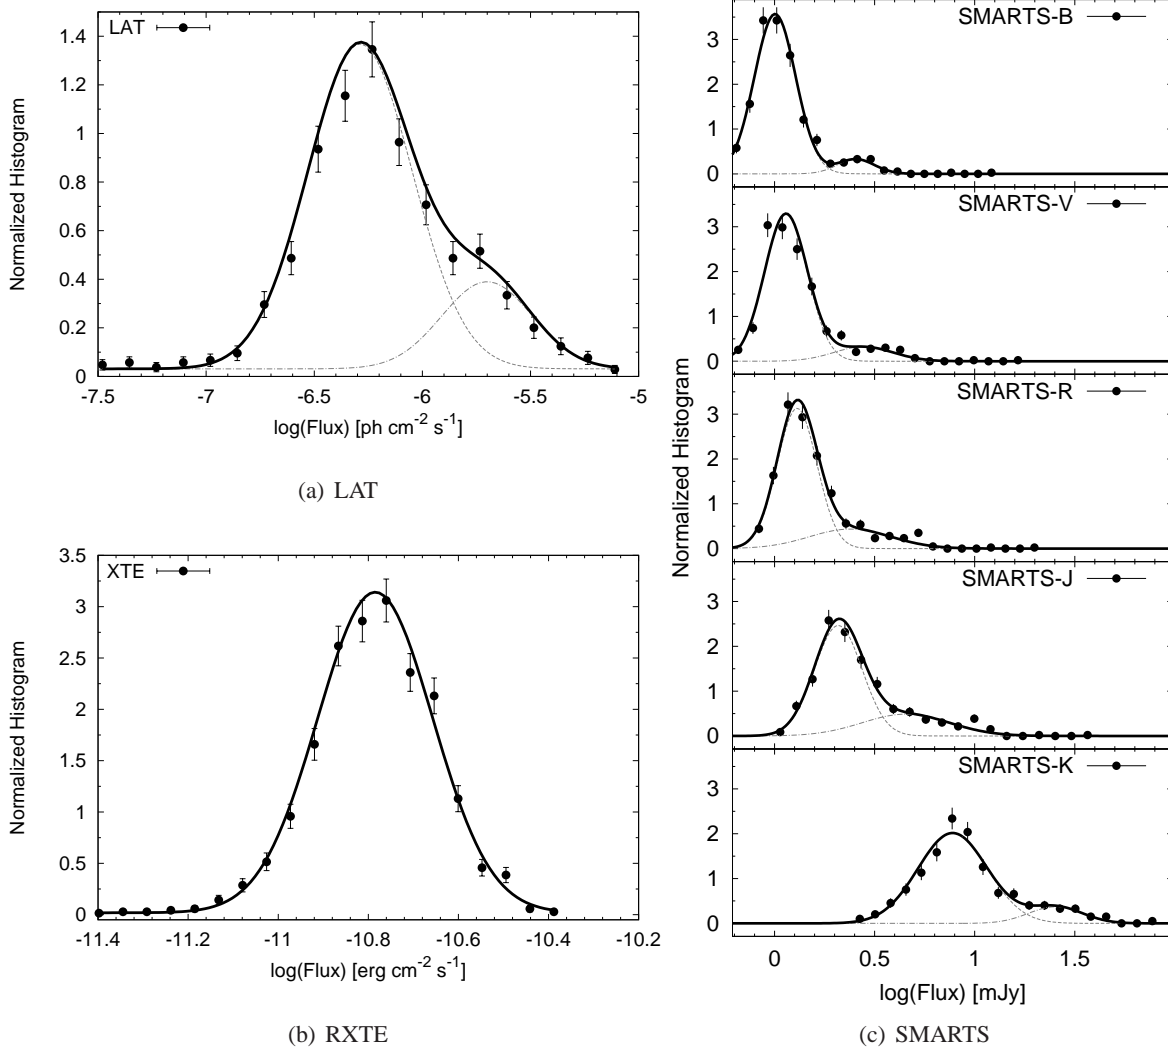 LAT
Normalized Histogram
1.4
1.2
1
0.8
0.6
0.4
0.2
0
-7.5 -7 -6.5 -6 -5.5 -5
log(Flux) [ph cm-2 s-1]
(a) LAT
XTE
Normalized Histogram
3.5
3
2.5
2
1.5
1
0.5
0
-11.4 -11.2 -11 -10.8 -10.6 -10.4 -10.2
log(Flux) [erg cm-2 s-1]
(b) RXTE
Normalized Histogram
SMARTS-B
3
2
1
0
SMARTS-V
3
2
1
0
SMARTS-R
3
2
1
0
SMARTS-J
3
2
1
0
SMARTS-K
3
2
1
0
0 0.5 1 1.5
log(Flux) [mJy]
(c) SMARTS